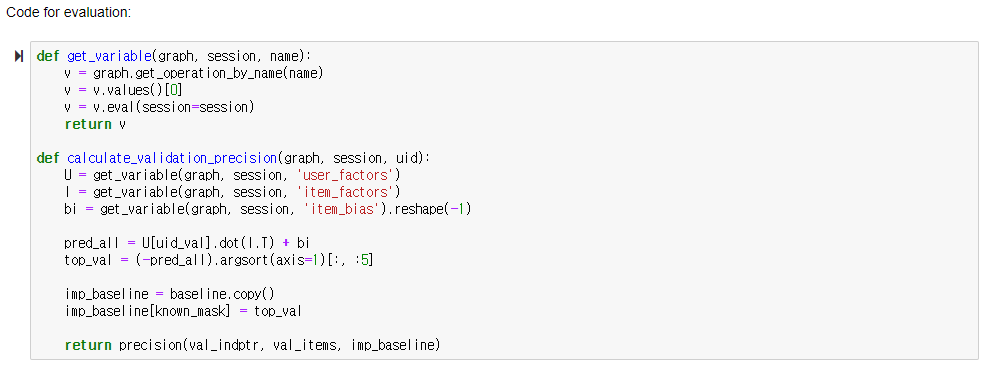 Code for evaluation:
def get_variable(graph, session, name):
    v = graph.get_operation_by_name(name)
    v = v.values()[0]
    v = v.eval(session=session)
    return v
def calculate_validation_precision(graph, session, uid):
    U = get_variable(graph, session, 'user_factors')
    I = get_variable(graph, session, 'item_factors')
    bi = get_variable(graph, session, 'item_bias').reshape(-1)
    pred_all = U[uid_val].dot(I.T) + bi
    top_val = (-pred_all).argsort(axis=1)[:, :5]
    imp_baseline = baseline.copy()
    imp_baseline[known_mask] = top_val
    return precision(val_indptr, val_items, imp_baseline)